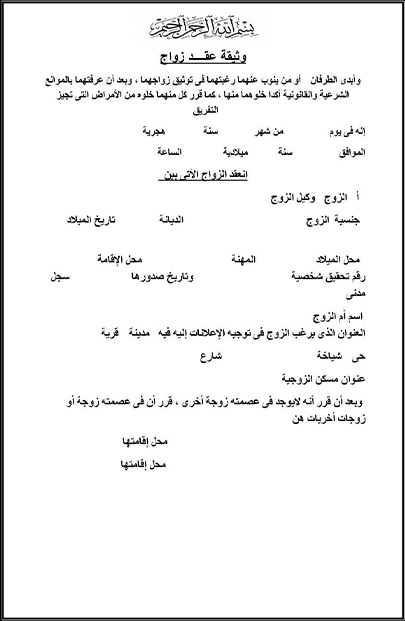 بسم الله الرحمن الرحيم
وثيقة عقـــد زواج
وأبدى الطرفان أو من ينوب عنهما رغبتهما فى توثيق زواجهما ، وبعد أن عرفتهما بالموانع
الشرعية والقانونية أكدا خلوهما منها ، كما قرر كل منهما خلوه من الأمراض التى تجيز
التفريق
إنه فى يوم من شهر سنة هجرية
الموافق سنة ميلادية الساعة
انعقد الزواج الآتى بين
أ الزوج وكيل الزوج
جنسية الزوج الديانة تاريخ الميلاد
محل الميلاد المهنة محل الإقامة
رقم تحقيق شخصية وتاريخ صدورها سجل
مدنى
اسم أم الزوج
العنوان الذى يرغب الزوج فى توجيه الإعلانات إليه فيه مدينة قرية
حى شياخة شارع
عنوان مسكن الزوجية
وبعد أن قرر أنه لايوجد فى عصمته زوجة أخرى ، قرر أن فى عصمته زوجة أو
زوجات أخريات هن
محل إقامتها
محل إقامتها